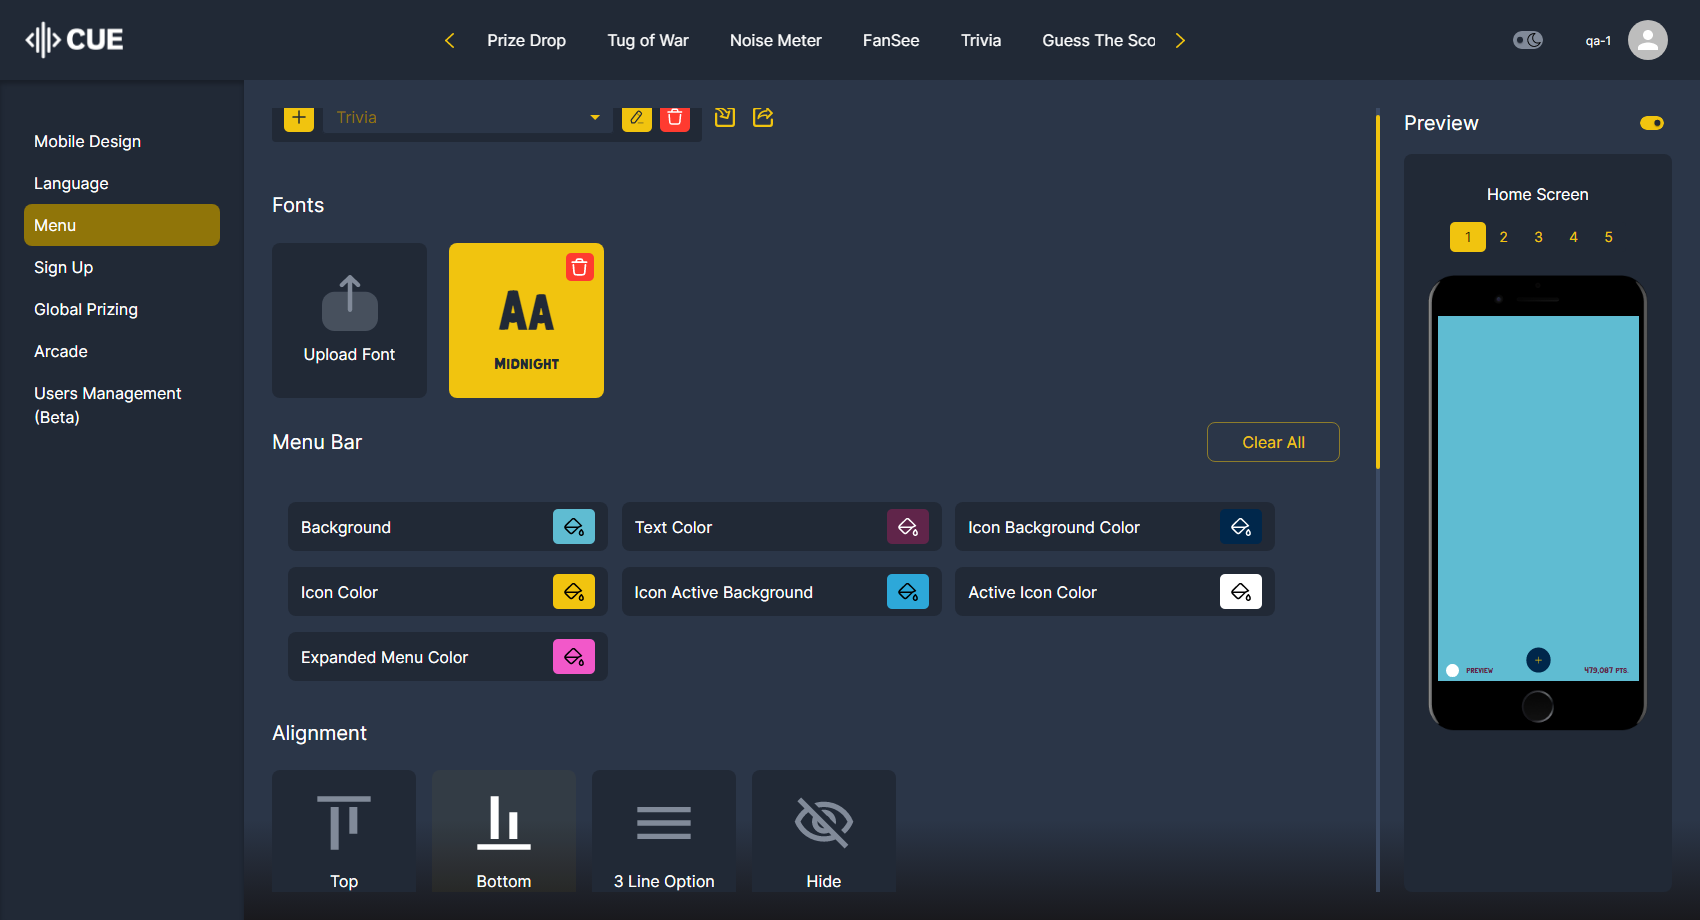 CUE
Prize Drop
Tug of War
Noise Meter
FanSee
Trivia
Guess The Sco
qa-1
Mobile Design
Language
Menu
Sign Up
Global Prizing
Arcade
Users Management
(Beta)
Trivia
Fonts
Upload Font
AA
MIDNIGHT
Menu Bar
Clear All
Background
Text Color
Icon Background Color
Icon Color
Icon Active Background
Active Icon Color
Expanded Menu Color
Alignment
Top
Bottom
3 Line Option
Hide
Preview
Home Screen
1 2 3 4 5
PREVIEW
479,087 PTS